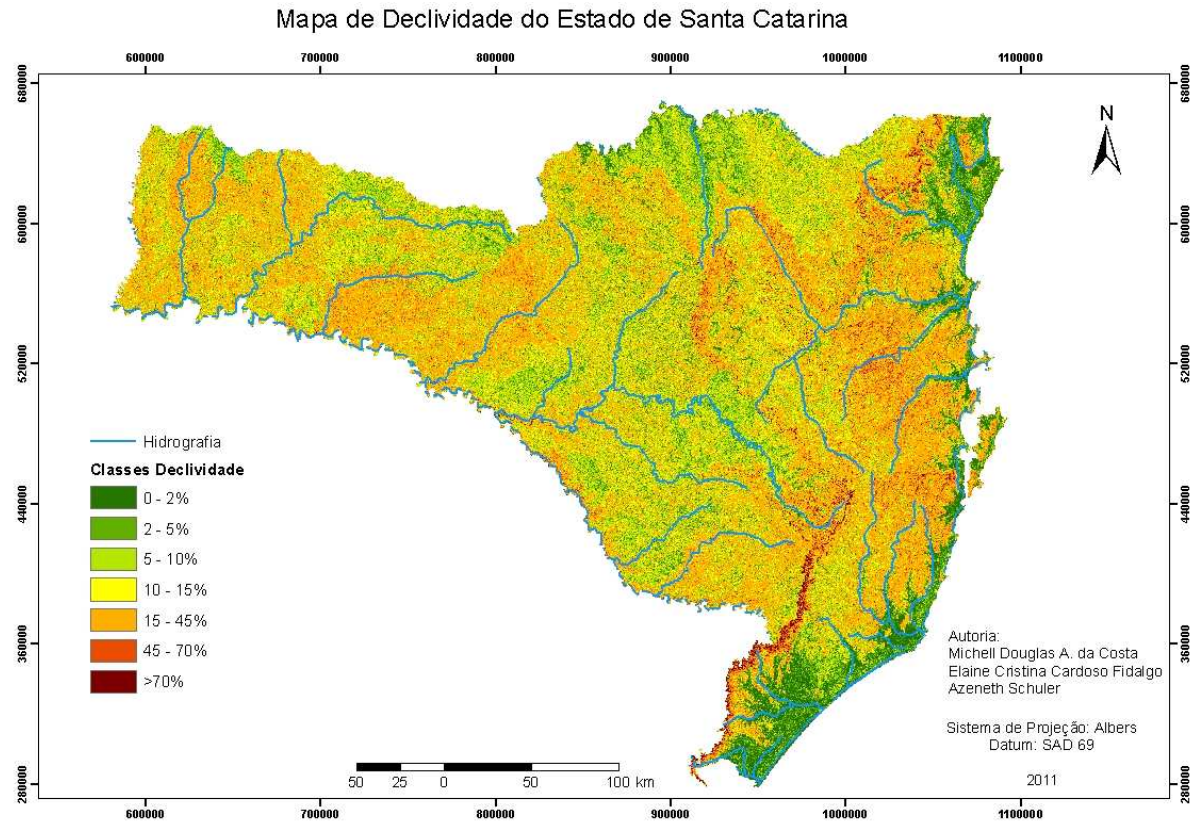 Mapa de Declividade do Estado de Santa Catarina
600000 700000 800000 900000 1000000 1100000
680000 680000
N
600000 600000
520000 520000
Hidrografia
Classes Declividade
440000 440000
0 - 2%
2 - 5%
5 - 10%
10 - 15%
15 - 45%
45 - 70%
>70%
360000 360000
Autoria:
Michell Douglas A. da Costa
Elaine Cristina Cardoso Fidalgo
Azeneth Schuler
Sistema de Projeção: Albers
Datum: SAD 69
2011
50 25 0 50 100 km
280000 280000
600000 700000 800000 900000 1000000 1100000